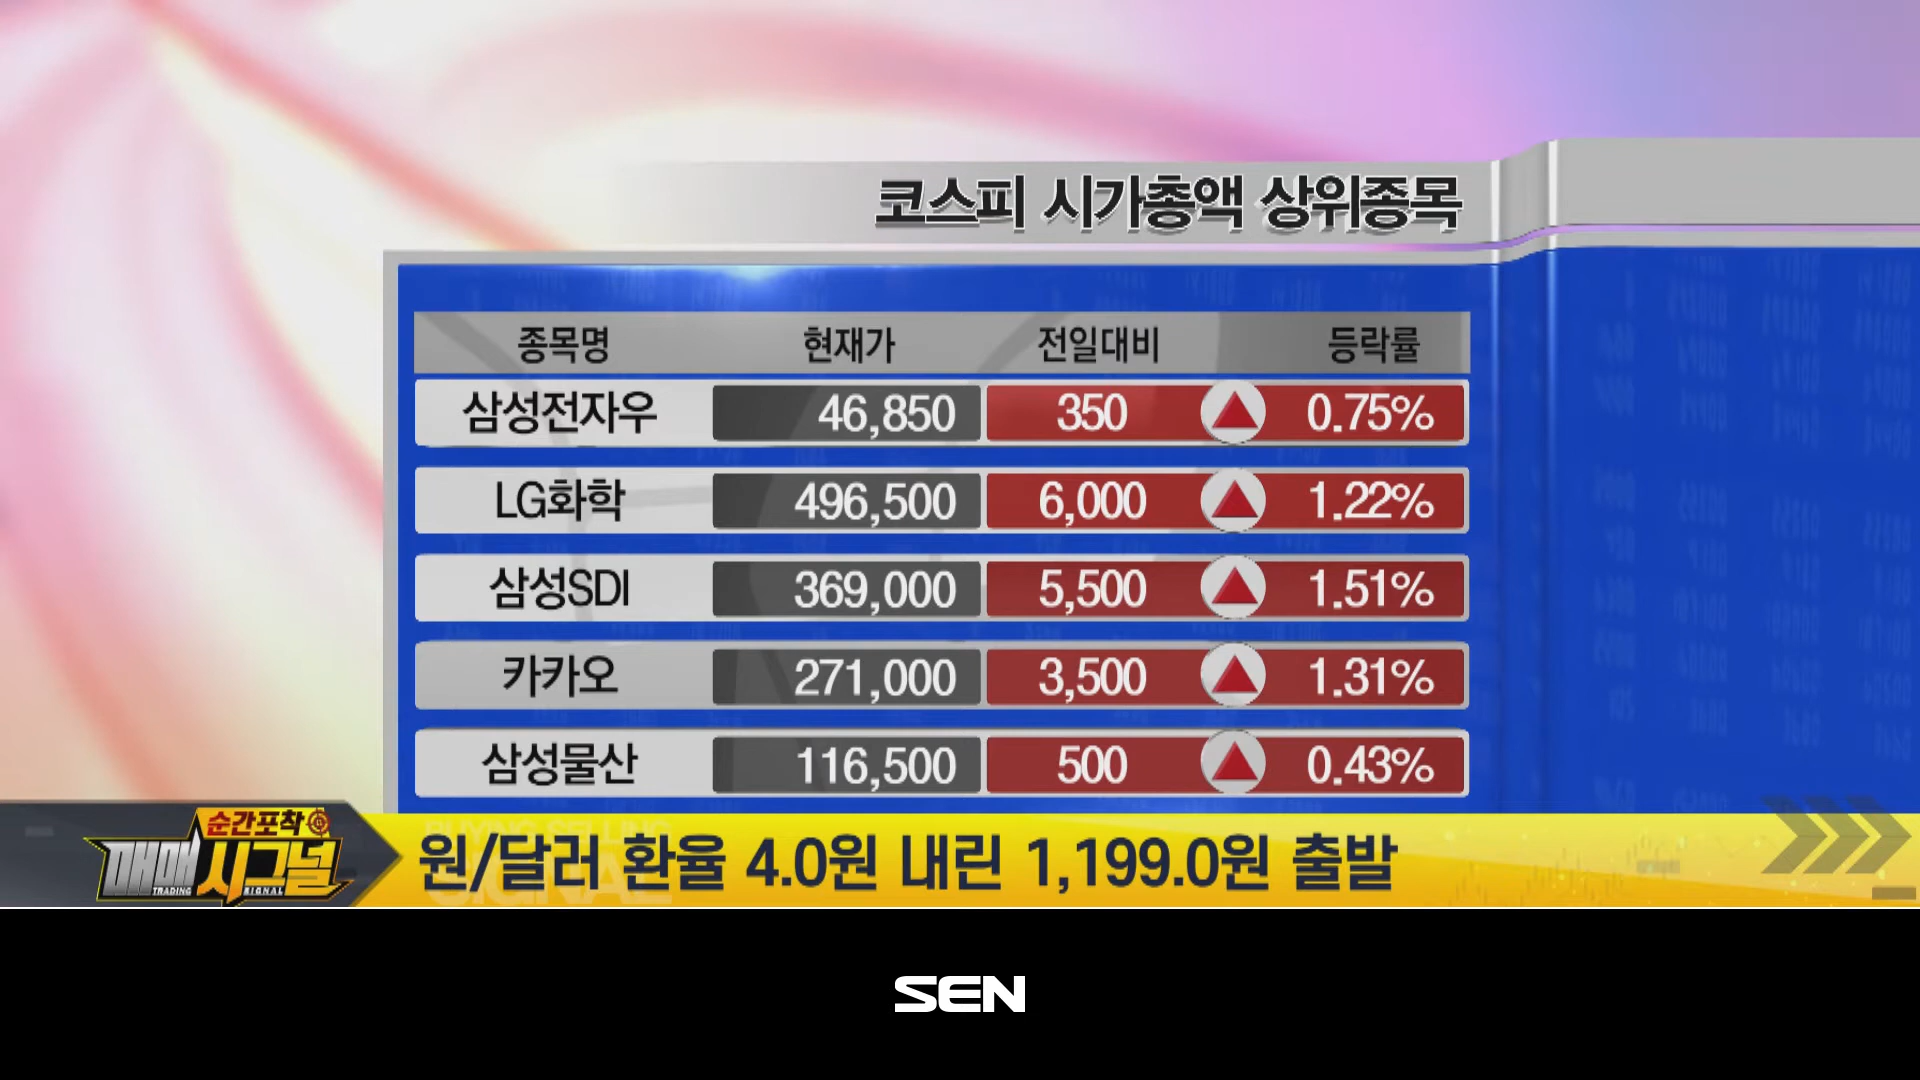 코스피 시가총액 상위종목
종목명 현재가 전일대비 등락률
삼성전자우 46,850 350 ▲ 0.75%
LG화학 496,500 6,000 ▲ 1.22%
삼성SDI 369,000 5,500 ▲ 1.51%
카카오 271,000 3,500 ▲ 1.31%
삼성물산 116,500 500 ▲ 0.43%
순간포착
매매시그널
TRADING SIGNAL
BUYING SELLING
SIGNAL
원/달러 환율 4.0원 내린 1,199.0원 출발
SEN